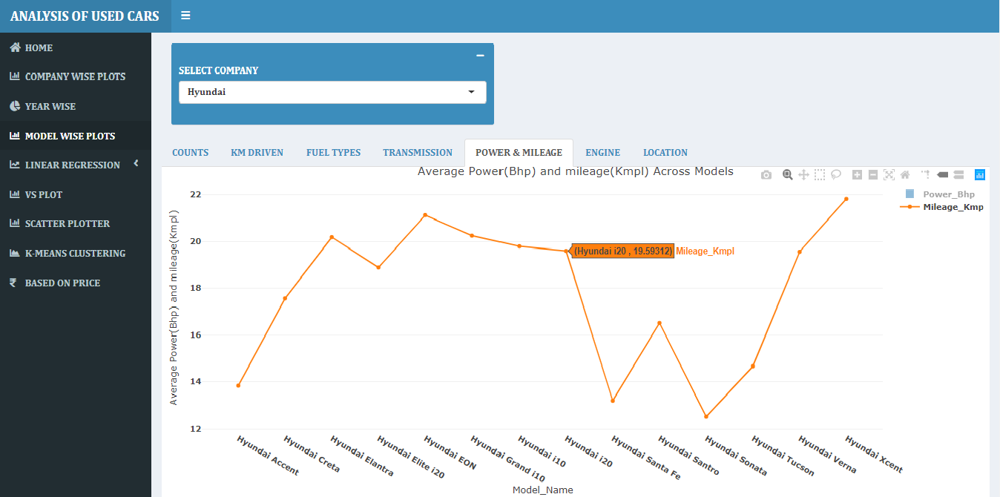 ANALYSIS OF USED CARS
HOME
COMPANY WISE PLOTS
YEAR WISE
MODEL WISE PLOTS
LINEAR REGRESSION
VS PLOT
SCATTER PLOTTER
K-MEANS CLUSTERING
BASED ON PRICE
SELECT COMPANY
Hyundai
COUNTS KM DRIVEN FUEL TYPES TRANSMISSION POWER & MILEAGE ENGINE LOCATION
Average Power(Bhp) and mileage(Kmpl) Across Models
Power_Bhp
Mileage_Kmp
Average Power(Bhp) and mileage(Kmpl)
22
20
18
16
14
12
(Hyundai i20 , 19.59312) Mileage_Kmpl
Hyundai Accent
Hyundai Creta
Hyundai Elantra
Hyundai Elite i20
Hyundai EON
Hyundai Grand i10
Hyundai i10
Hyundai i20
Hyundai Santa Fe
Hyundai Santro
Hyundai Sonata
Hyundai Tucson
Hyundai Verna
Hyundai Xcent
Model_Name